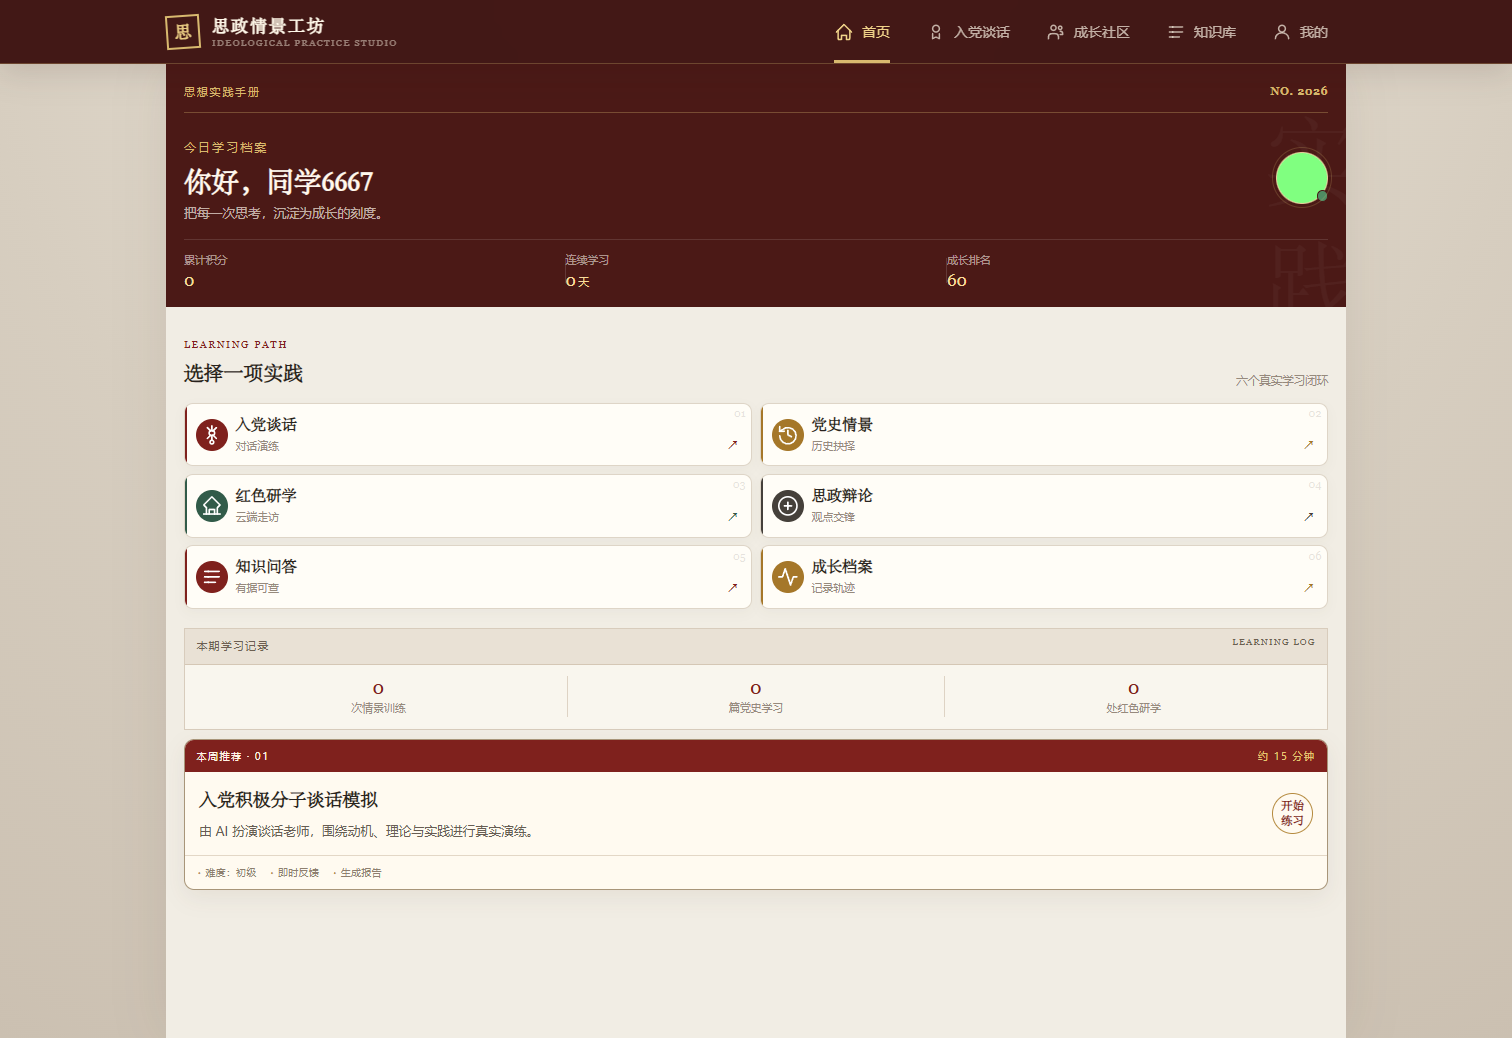 思
思政情景工坊
IDEOLOGICAL PRACTICE STUDIO
首页
入党谈话
成长社区
知识库
我的
思想实践手册
NO. 2026
今日学习档案
你好，同学6667
把每一次思考，沉淀为成长的刻度。
实践
累计积分
0
连续学习
0 天
成长排名
60
LEARNING PATH
选择一项实践
六个真实学习闭环
入党谈话
对话演练
01
↗
党史情景
历史抉择
02
↗
红色研学
云端走访
03
↗
思政辩论
观点交锋
04
↗
知识问答
有据可查
05
↗
成长档案
记录轨迹
06
↗
本期学习记录
LEARNING LOG
0
次情景训练
0
篇党史学习
0
处红色研学
本周推荐 · 01
约 15 分钟
入党积极分子谈话模拟
由 AI 扮演谈话老师，围绕动机、理论与实践进行真实演练。
开始
练习
· 难度：初级
· 即时反馈
· 生成报告